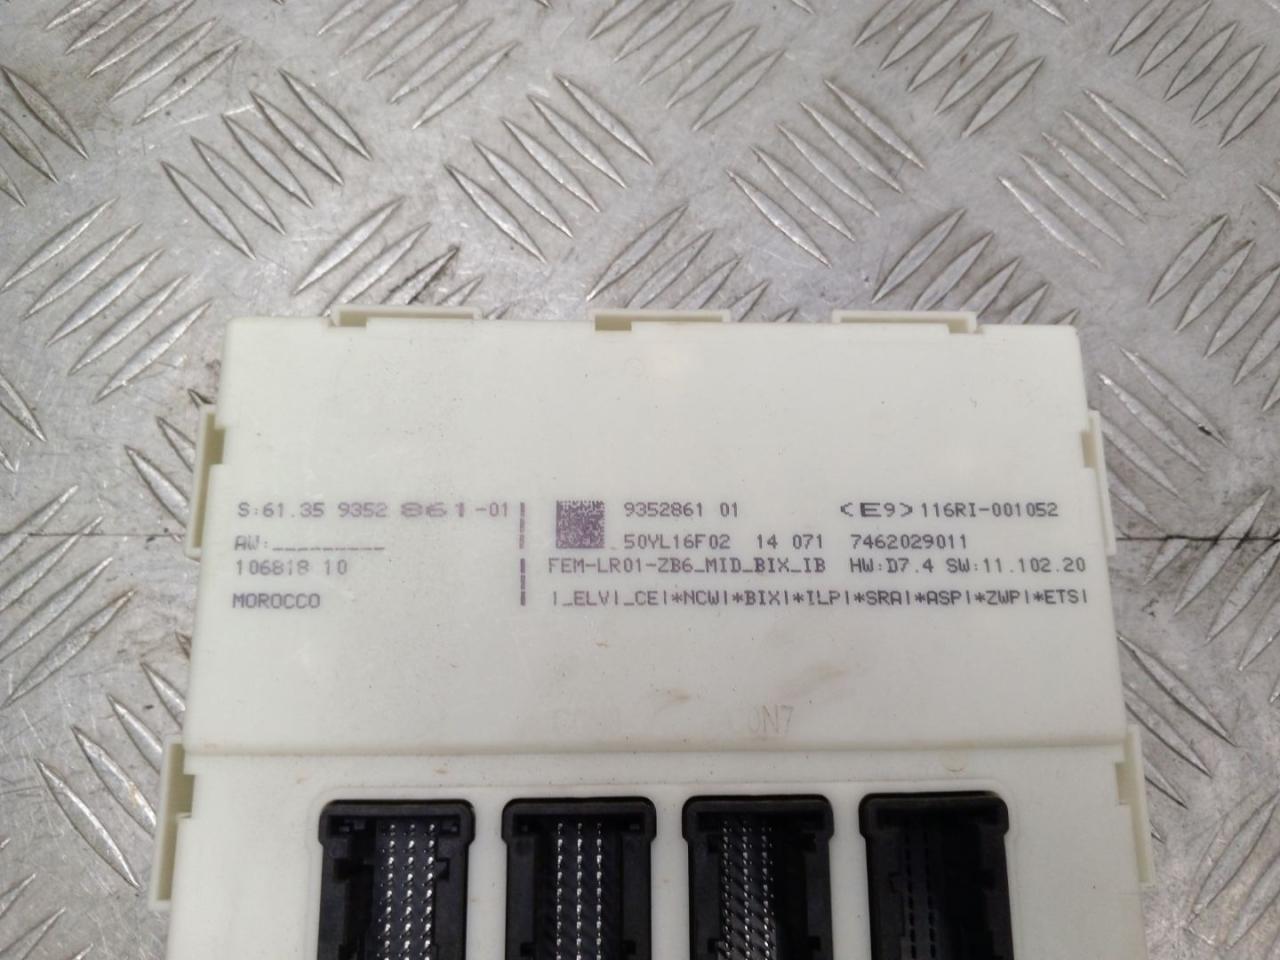 S:61.35 9352 861-01
AW:_________
106818 10
MOROCCO
9352861 01 <E9>116RI-001052
50YL16F02 14 071 7462029011
FEM-LR01-ZB6_MID_BIX_IB HW:D7.4 SW:11.102.20
|_ELV|_CE|*NCW|*BIX|*ILP|*SRA|*ASP|*ZWP|*ETS|